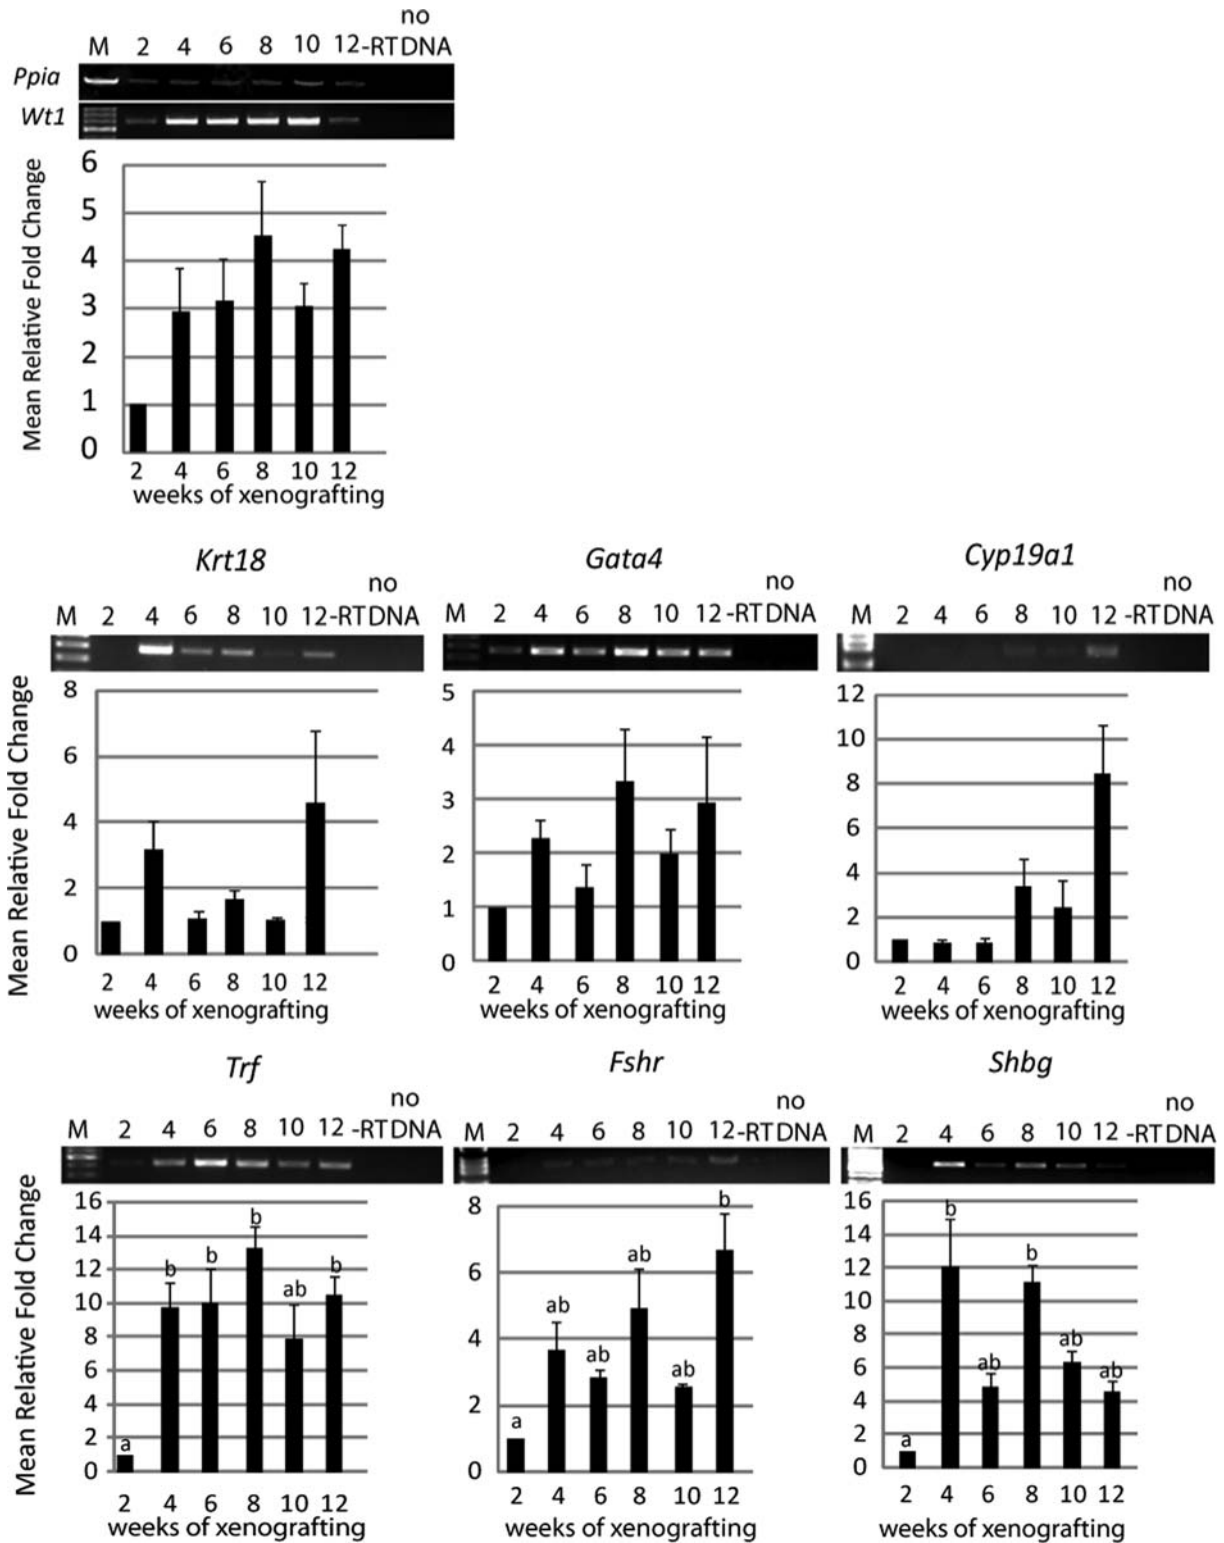 no
M 2 4 6 8 10 12 -RT DNA
Ppia
Wt1
Mean Relative Fold Change
6
5
4
3
2
1
0
2 4 6 8 10 12
weeks of xenografting
Krt18
no
M 2 4 6 8 10 12 -RT DNA
Mean Relative Fold Change
8
6
4
2
0
2 4 6 8 10 12
weeks of xenografting
Gata4
no
M 2 4 6 8 10 12 -RT DNA
5
4
3
2
1
0
2 4 6 8 10 12
weeks of xenografting
Cyp19a1
no
M 2 4 6 8 10 12 -RT DNA
12
10
8
6
4
2
0
2 4 6 8 10 12
weeks of xenografting
Trf
no
M 2 4 6 8 10 12 -RT DNA
Mean Relative Fold Change
16
14
12
10
8
6
4
2
0
a b b b ab b
2 4 6 8 10 12
weeks of xenografting
Fshr
no
M 2 4 6 8 10 12 -RT DNA
8
6
4
2
0
a ab ab ab ab b
2 4 6 8 10 12
weeks of xenografting
Shbg
no
M 2 4 6 8 10 12 -RT DNA
16
14
12
10
8
6
4
2
0
a b ab b ab ab
2 4 6 8 10 12
weeks of xenografting